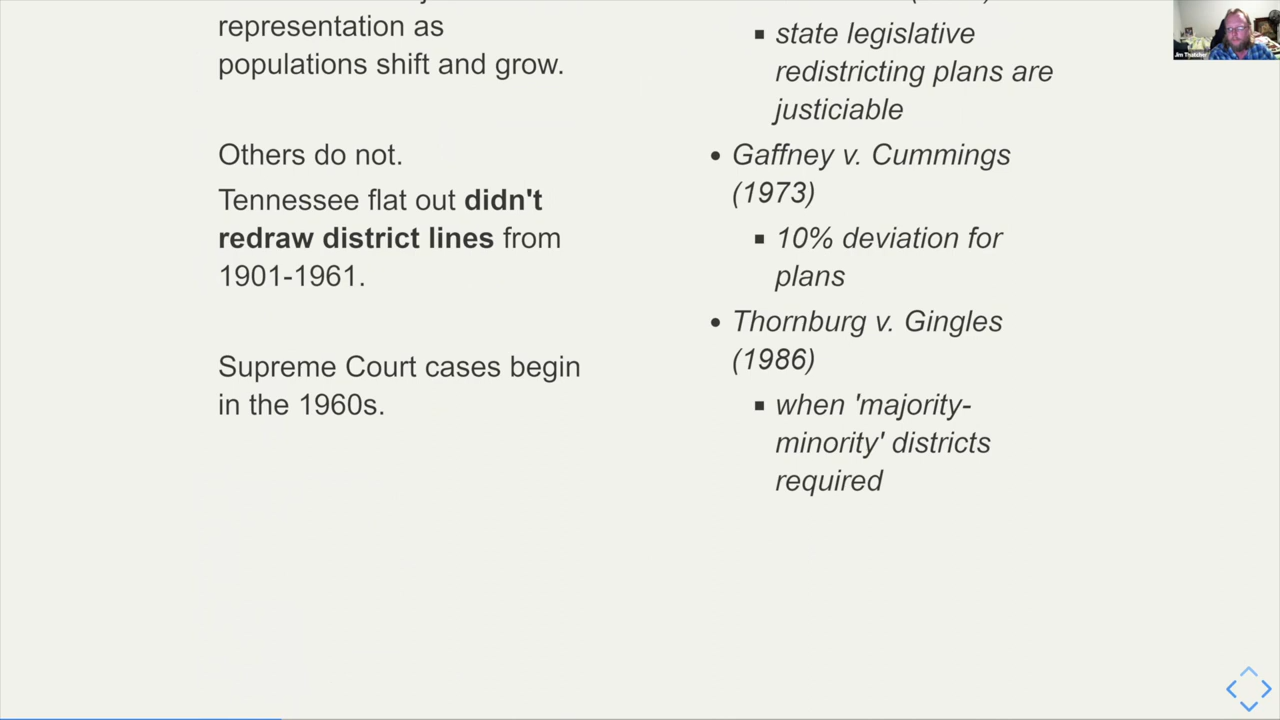 representation as
populations shift and grow.
Others do not.
Tennessee flat out didn't
redraw district lines from
1901-1961.
Supreme Court cases begin
in the 1960s.
▪ state legislative
redistricting plans are
justiciable
• Gaffney v. Cummings
(1973)
▪ 10% deviation for
plans
• Thornburg v. Gingles
(1986)
▪ when 'majority-
minority' districts
required
Jim Thatcher